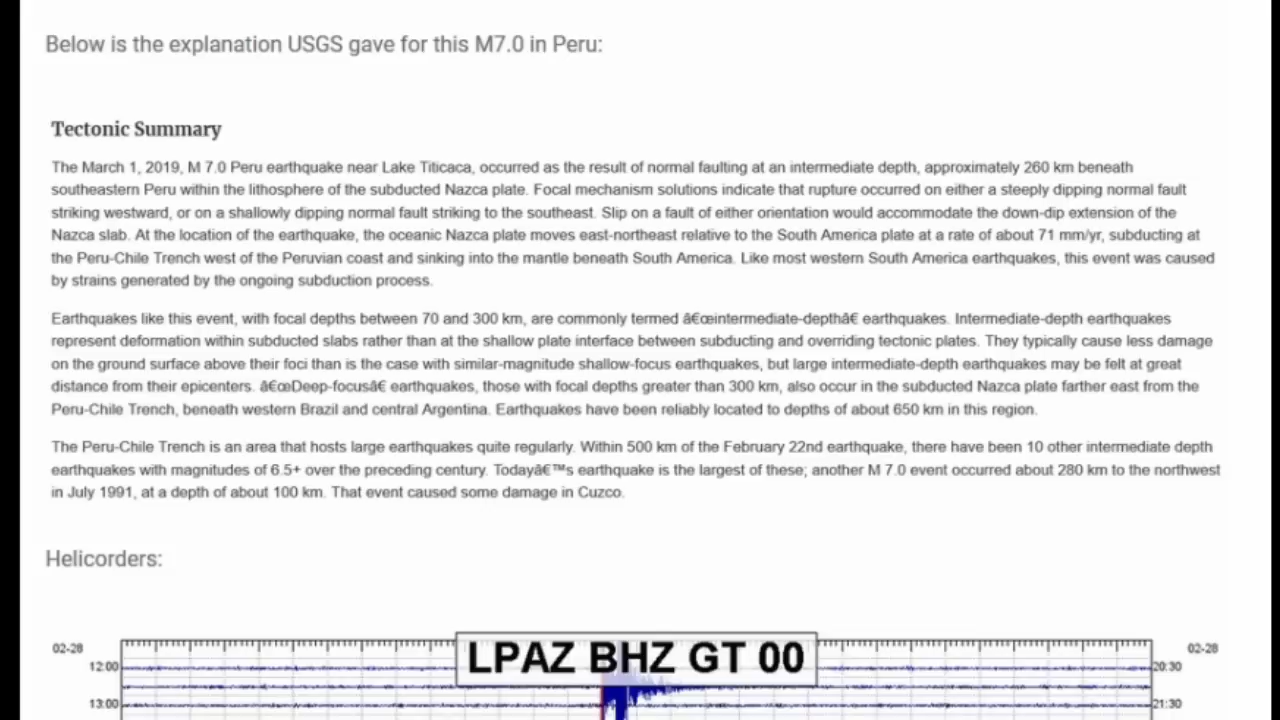 Below is the explanation USGS gave for this M7.0 in Peru:
Tectonic Summary
The March 1, 2019, M 7.0 Peru earthquake near Lake Titicaca, occurred as the result of normal faulting at an intermediate depth, approximately 260 km beneath
southeastern Peru within the lithosphere of the subducted Nazca plate. Focal mechanism solutions indicate that rupture occurred on either a steeply dipping normal fault
striking westward, or on a shallowly dipping normal fault striking to the southeast. Slip on a fault of either orientation would accommodate the down-dip extension of the
Nazca slab. At the location of the earthquake, the oceanic Nazca plate moves east-northeast relative to the South America plate at a rate of about 71 mm/yr, subducting at
the Peru-Chile Trench west of the Peruvian coast and sinking into the mantle beneath South America. Like most western South America earthquakes, this event was caused
by strains generated by the ongoing subduction process.
Earthquakes like this event, with focal depths between 70 and 300 km, are commonly termed â€œintermediate-depthâ€ earthquakes. Intermediate-depth earthquakes
represent deformation within subducted slabs rather than at the shallow plate interface between subducting and overriding tectonic plates. They typically cause less damage
on the ground surface above their foci than is the case with similar-magnitude shallow-focus earthquakes, but large intermediate-depth earthquakes may be felt at great
distance from their epicenters. â€œDeep-focusâ€ earthquakes, those with focal depths greater than 300 km, also occur in the subducted Nazca plate farther east from the
Peru-Chile Trench, beneath western Brazil and central Argentina. Earthquakes have been reliably located to depths of about 650 km in this region.
The Peru-Chile Trench is an area that hosts large earthquakes quite regularly. Within 500 km of the February 22nd earthquake, there have been 10 other intermediate depth
earthquakes with magnitudes of 6.5+ over the preceding century. Todayâ€™s earthquake is the largest of these; another M 7.0 event occurred about 280 km to the northwest
in July 1991, at a depth of about 100 km. That event caused some damage in Cuzco.
Helicorders:
02-28 LPAZ BHZ GT 00 02-28
12:00 20:30
13:00 21:30